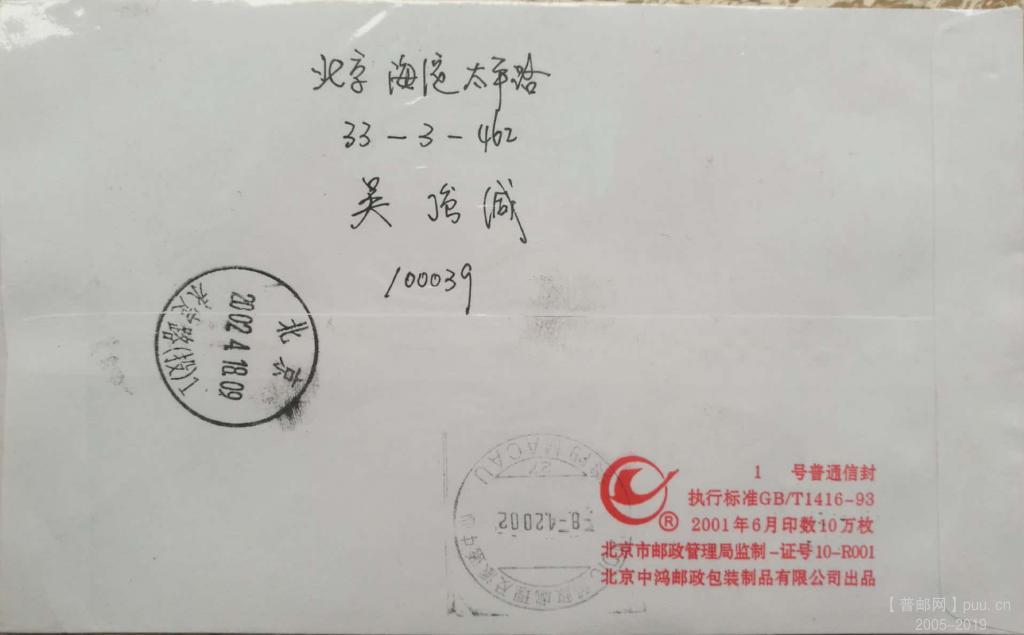 北京 海淀 太平路
33-3-462
吴
100039
北京
2002.4.18.09
MACAU
-8-4.2002
®
1 号普通信封
执行标准GB/T1416-93
2001年6月印数10万枚
北京市邮政管理局监制-证号10-R001
北京中鸿邮政包装制品有限公司出品
【普邮网】puu.cn
2005-2019